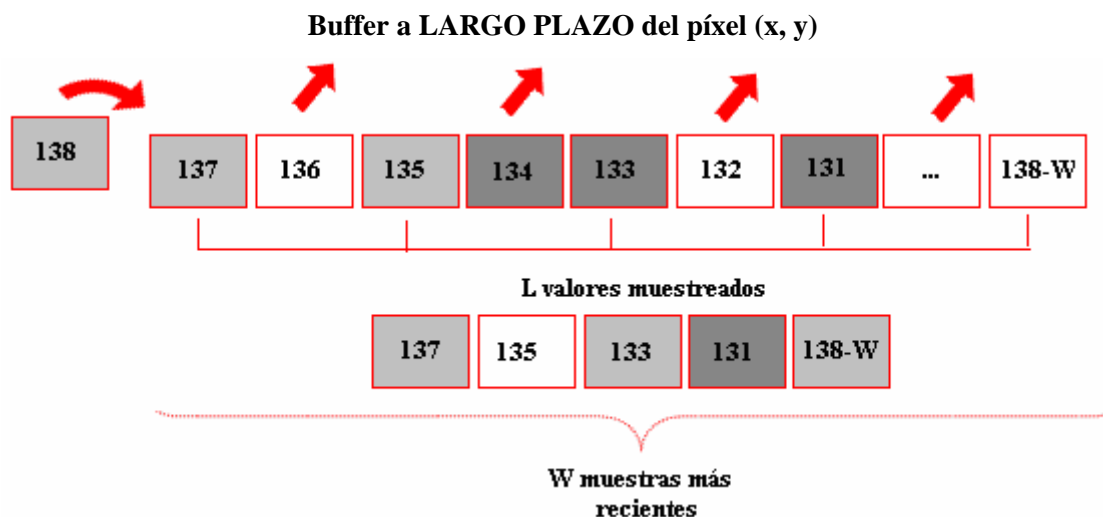 Buffer a LARGO PLAZO del píxel (x, y)
138
137 136 135 134 133 132 131 ... 138-W
L valores muestreados
137 135 133 131 138-W
W muestras más
recientes